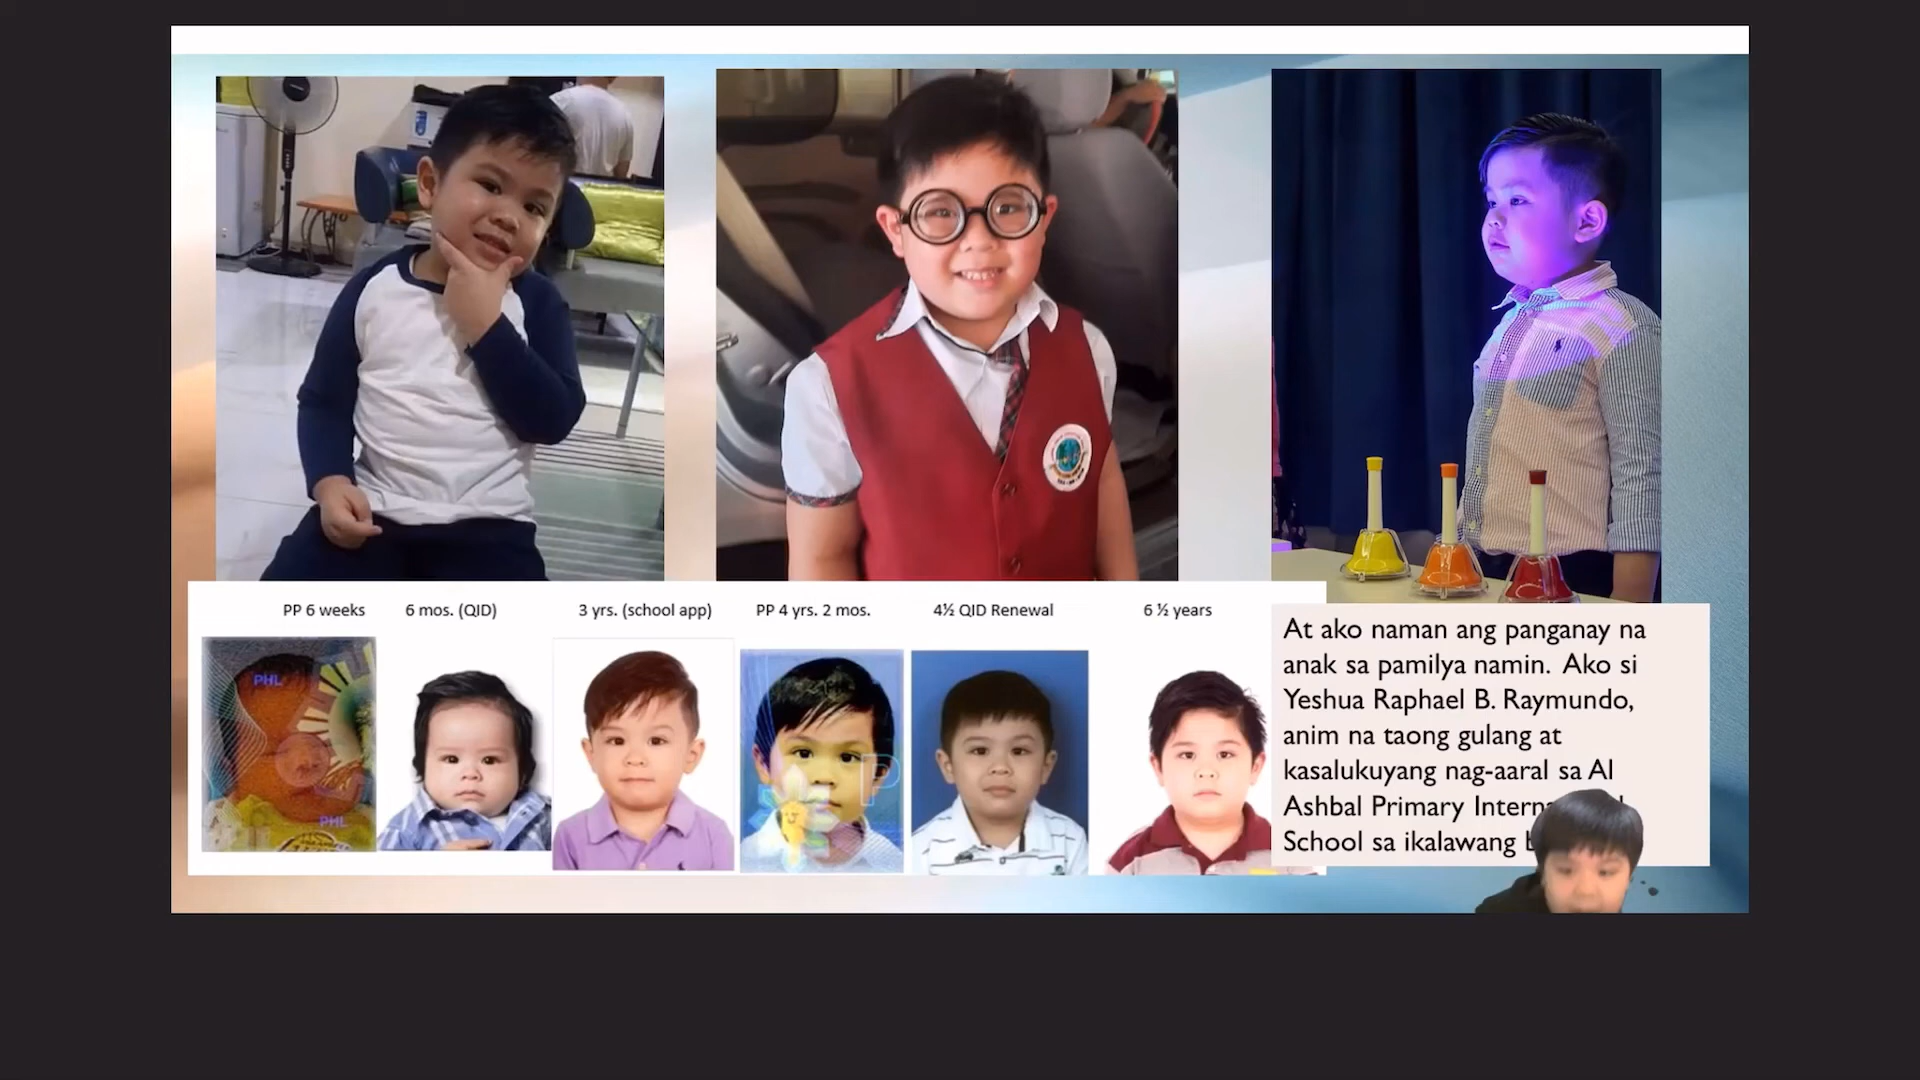 PP 6 weeks
6 mos. (QID)
3 yrs. (school app)
PP 4 yrs. 2 mos.
4½ QID Renewal
6 ½ years
PHL
PHL
At ako naman ang panganay na
anak sa pamilya namin. Ako si
Yeshua Raphael B. Raymundo,
anim na taong gulang at
kasalukuyang nag-aaral sa Al
Ashbal Primary
School sa ikalawang